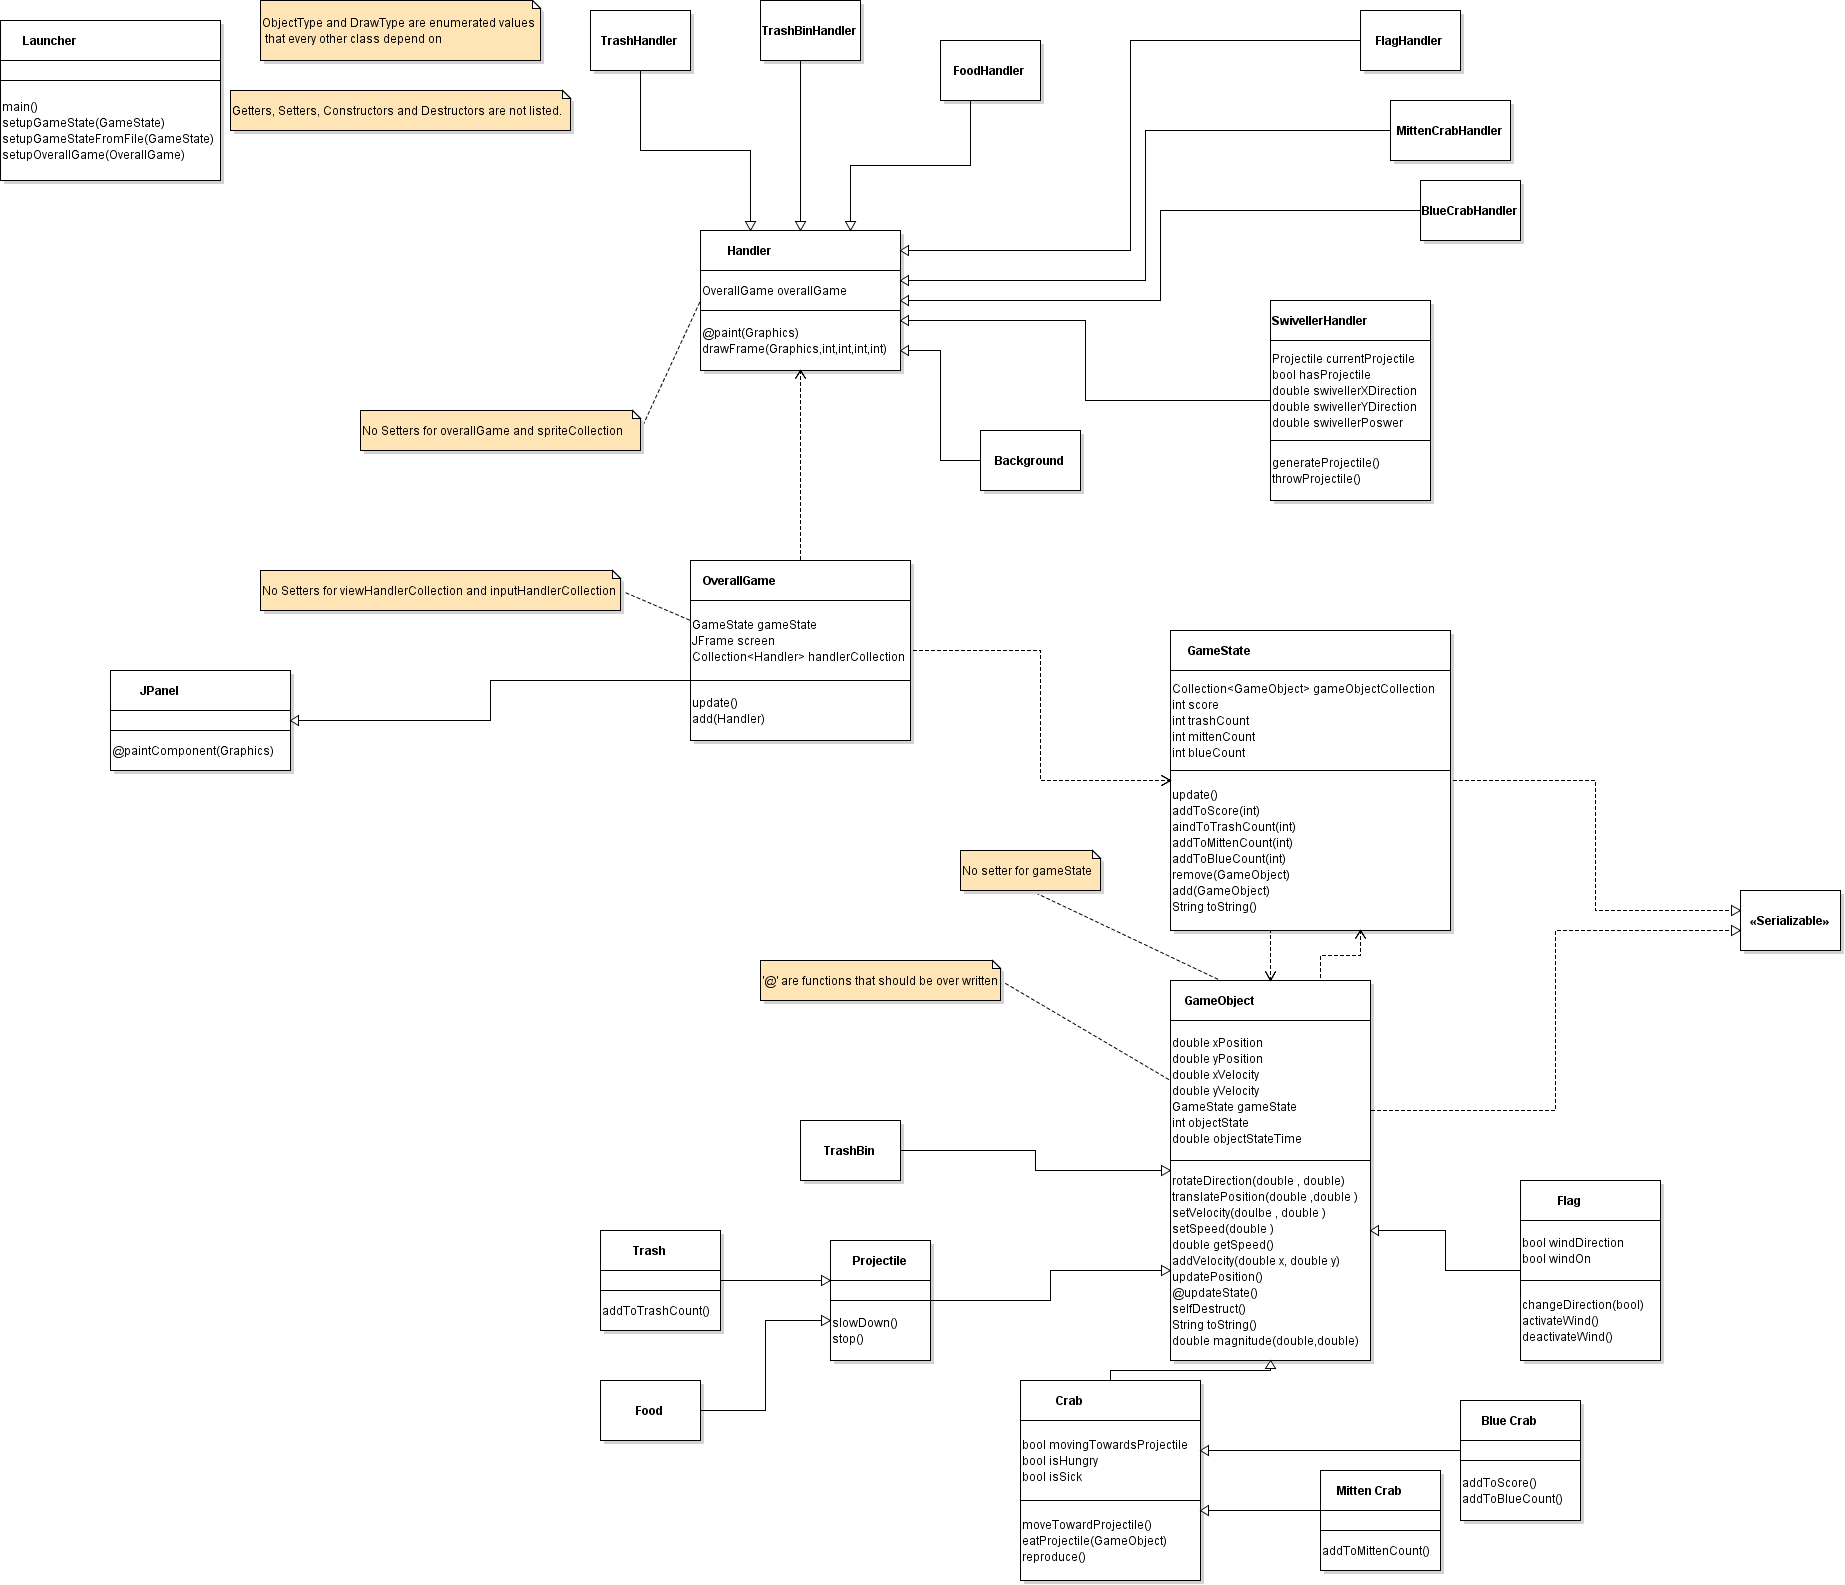 Launcher
main()
setupGameState(GameState)
setupGameStateFromFile(GameState)
setupOverallGame(OverallGame)
ObjectType and DrawType are enumerated values
that every other class depend on
Getters, Setters, Constructors and Destructors are not listed.
TrashHandler
TrashBinHandler
FoodHandler
FlagHandler
MittenCrabHandler
BlueCrabHandler
Handler
OverallGame overallGame
@paint(Graphics)
drawFrame(Graphics,int,int,int,int)
SwivellerHandler
Projectile currentProjectile
bool hasProjectile
double swivellerXDirection
double swivellerYDirection
double swivellerPoswer
generateProjectile()
throwProjectile()
No Setters for overallGame and spriteCollection
Background
No Setters for viewHandlerCollection and inputHandlerCollection
OverallGame
GameState gameState
JFrame screen
Collection<Handler> handlerCollection
update()
add(Handler)
JPanel
@paintComponent(Graphics)
GameState
Collection<GameObject> gameObjectCollection
int score
int trashCount
int mittenCount
int blueCount
update()
addToScore(int)
aindToTrashCount(int)
addToMittenCount(int)
addToBlueCount(int)
remove(GameObject)
add(GameObject)
String toString()
«Serializable»
No setter for gameState
'@' are functions that should be over written
GameObject
double xPosition
double yPosition
double xVelocity
double yVelocity
GameState gameState
int objectState
double objectStateTime
rotateDirection(double , double)
translatePosition(double ,double )
setVelocity(doulbe , double )
setSpeed(double )
double getSpeed()
addVelocity(double x, double y)
updatePosition()
@updateState()
selfDestruct()
String toString()
double magnitude(double,double)
TrashBin
Trash
addToTrashCount()
Projectile
slowDown()
stop()
Food
Flag
bool windDirection
bool windOn
changeDirection(bool)
activateWind()
deactivateWind()
Crab
bool movingTowardsProjectile
bool isHungry
bool isSick
moveTowardProjectile()
eatProjectile(GameObject)
reproduce()
Blue Crab
addToScore()
addToBlueCount()
Mitten Crab
addToMittenCount()